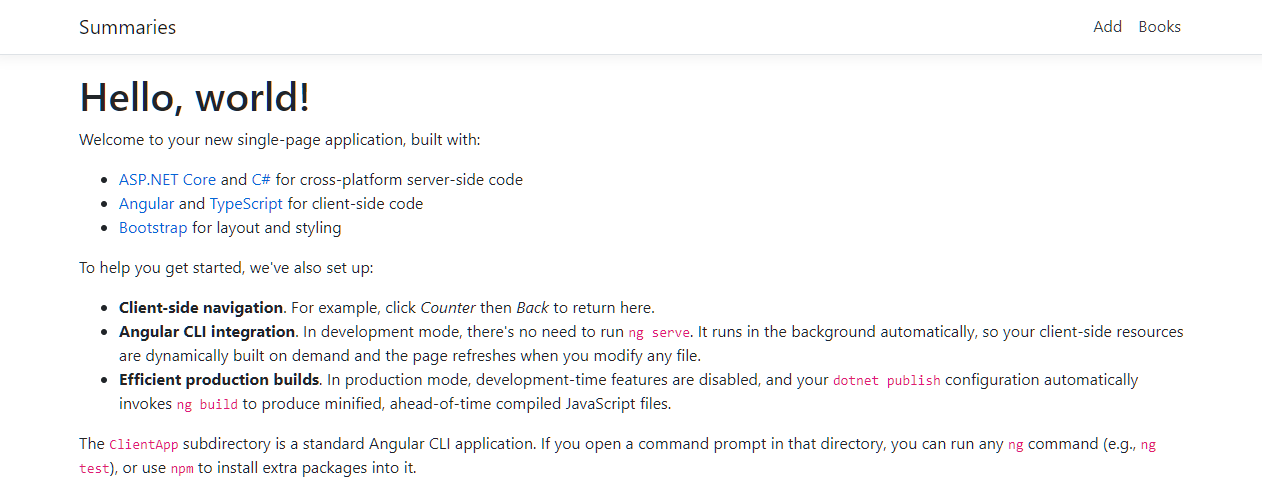 Summaries
Add Books
Hello, world!
Welcome to your new single-page application, built with:
ASP.NET Core and C# for cross-platform server-side code
Angular and TypeScript for client-side code
Bootstrap for layout and styling
To help you get started, we've also set up:
Client-side navigation. For example, click Counter then Back to return here.
Angular CLI integration. In development mode, there's no need to run ng serve. It runs in the background automatically, so your client-side resources
are dynamically built on demand and the page refreshes when you modify any file.
Efficient production builds. In production mode, development-time features are disabled, and your dotnet publish configuration automatically
invokes ng build to produce minified, ahead-of-time compiled JavaScript files.
The ClientApp subdirectory is a standard Angular CLI application. If you open a command prompt in that directory, you can run any ng command (e.g., ng
test), or use npm to install extra packages into it.